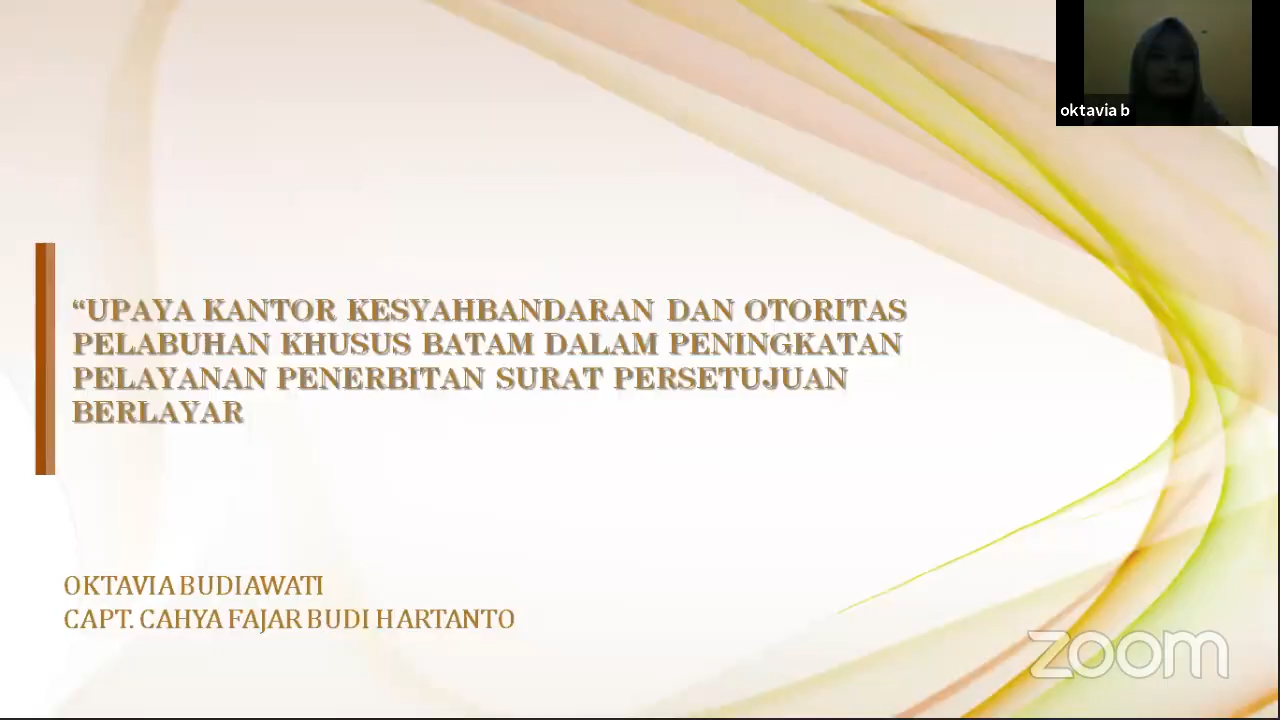 oktavia b
“UPAYA KANTOR KESYAHBANDARAN DAN OTORITAS
PELABUHAN KHUSUS BATAM DALAM PENINGKATAN
PELAYANAN PENERBITAN SURAT PERSETUJUAN
BERLAYAR
OKTAVIA BUDIAWATI
CAPT. CAHYA FAJAR BUDI HARTANTO
zoom